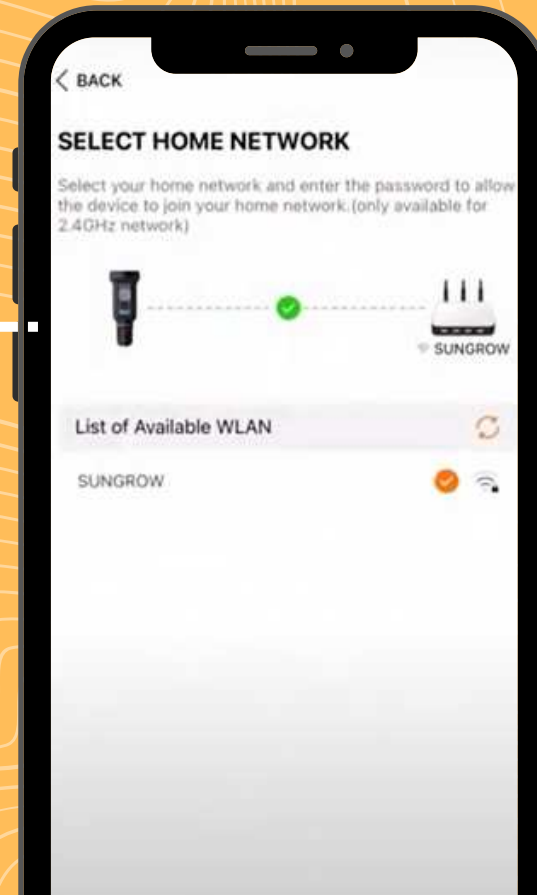 BACK
SELECT HOME NETWORK
Select your home network and enter the password to allow
the device to join your home network.(only available for
2.4GHz network)
SUNGROW
List of Available WLAN
SUNGROW